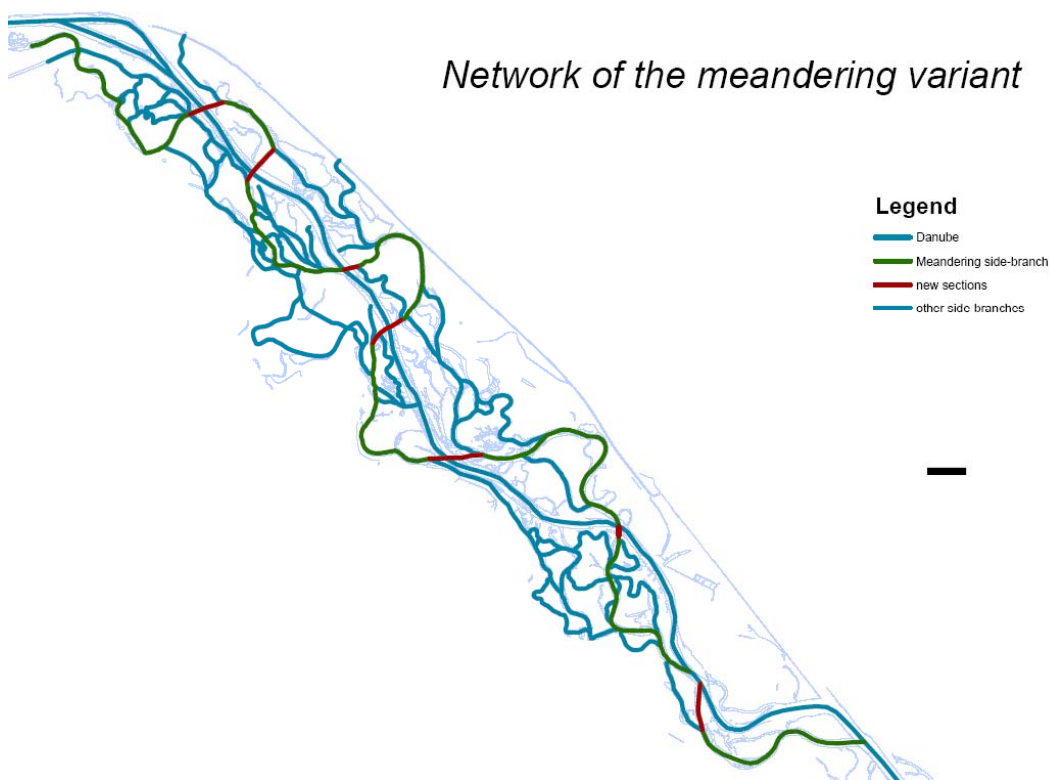 Network of the meandering variant
Legend
Danube
Meandering side-branch
new sections
other side branches